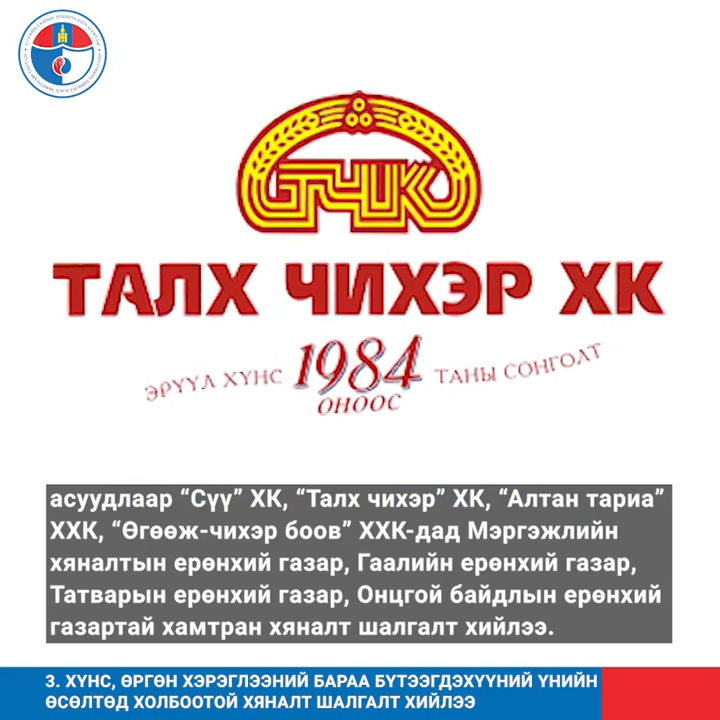 ТЧК
ТАЛХ ЧИХЭР ХК
ЭРҮҮЛ ХҮНС 1984 ТАНЫ СОНГОЛТ
ОНООС
асуудлаар “Сүү” ХК, “Талх чихэр” ХК, “Алтан тариа”
ХХК, “Өгөөж-чихэр боов” ХХК-дад Мэргэжлийн
хяналтын ерөнхий газар, Гаалийн ерөнхий газар,
Татварын ерөнхий газар, Онцгой байдлын ерөнхий
газартай хамтран хяналт шалгалт хийлээ.
3. ХҮНС, ӨРГӨН ХЭРЭГЛЭЭНИЙ БАРАА БҮТЭЭГДЭХҮҮНИЙ ҮНИЙН
ӨСӨЛТӨД ХОЛБООТОЙ ХЯНАЛТ ШАЛГАЛТ ХИЙЛЭЭ